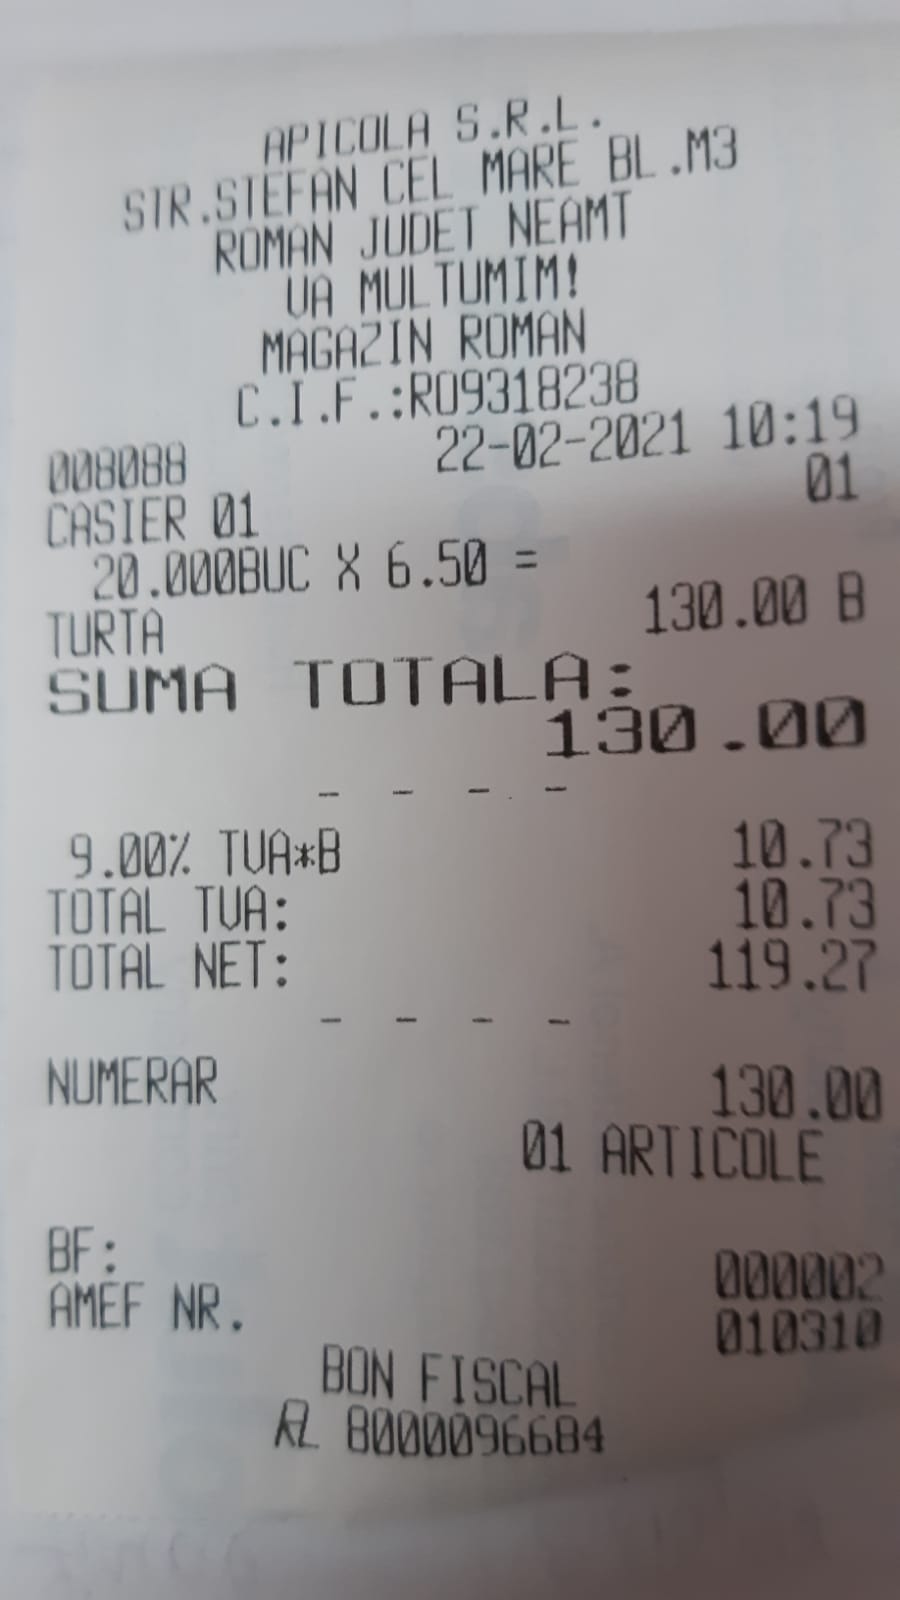 APICOLA S.R.L.
STR.STEFAN CEL MARE BL.M3
ROMAN JUDET NEAMT
VA MULTUMIM!
MAGAZIN ROMAN
C.I.F.:RO9318238
008088 22-02-2021 10:19
CASIER 01 01
20.000BUC X 6.50 =
TURTA 130.00 B
SUMA TOTALA:
130.00
- - - -
9.00% TVA*B 10.73
TOTAL TVA: 10.73
TOTAL NET: 119.27
- - - -
NUMERAR 130.00
01 ARTICOLE
BF: 000002
AMEF NR. 010310
BON FISCAL
8000096684